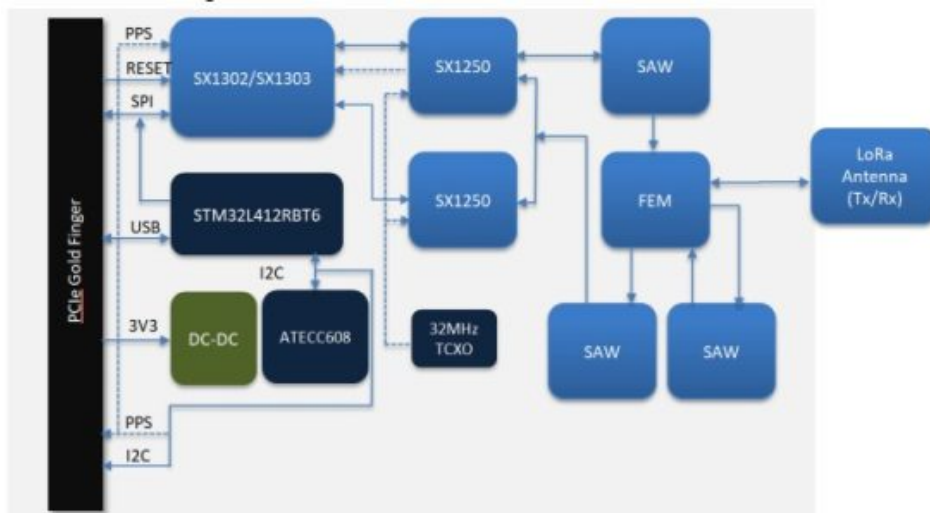 PPS
RESET
SPI
SX1302/SX1303
SX1250
SAW
LoRa
Antenna
(Tx/Rx)
SX1250
FEM
STM32L412RBT6
USB
I2C
PCIe Gold Finger
3V3
DC-DC
ATECC608
32MHz
TCXO
SAW
SAW
PPS
I2C